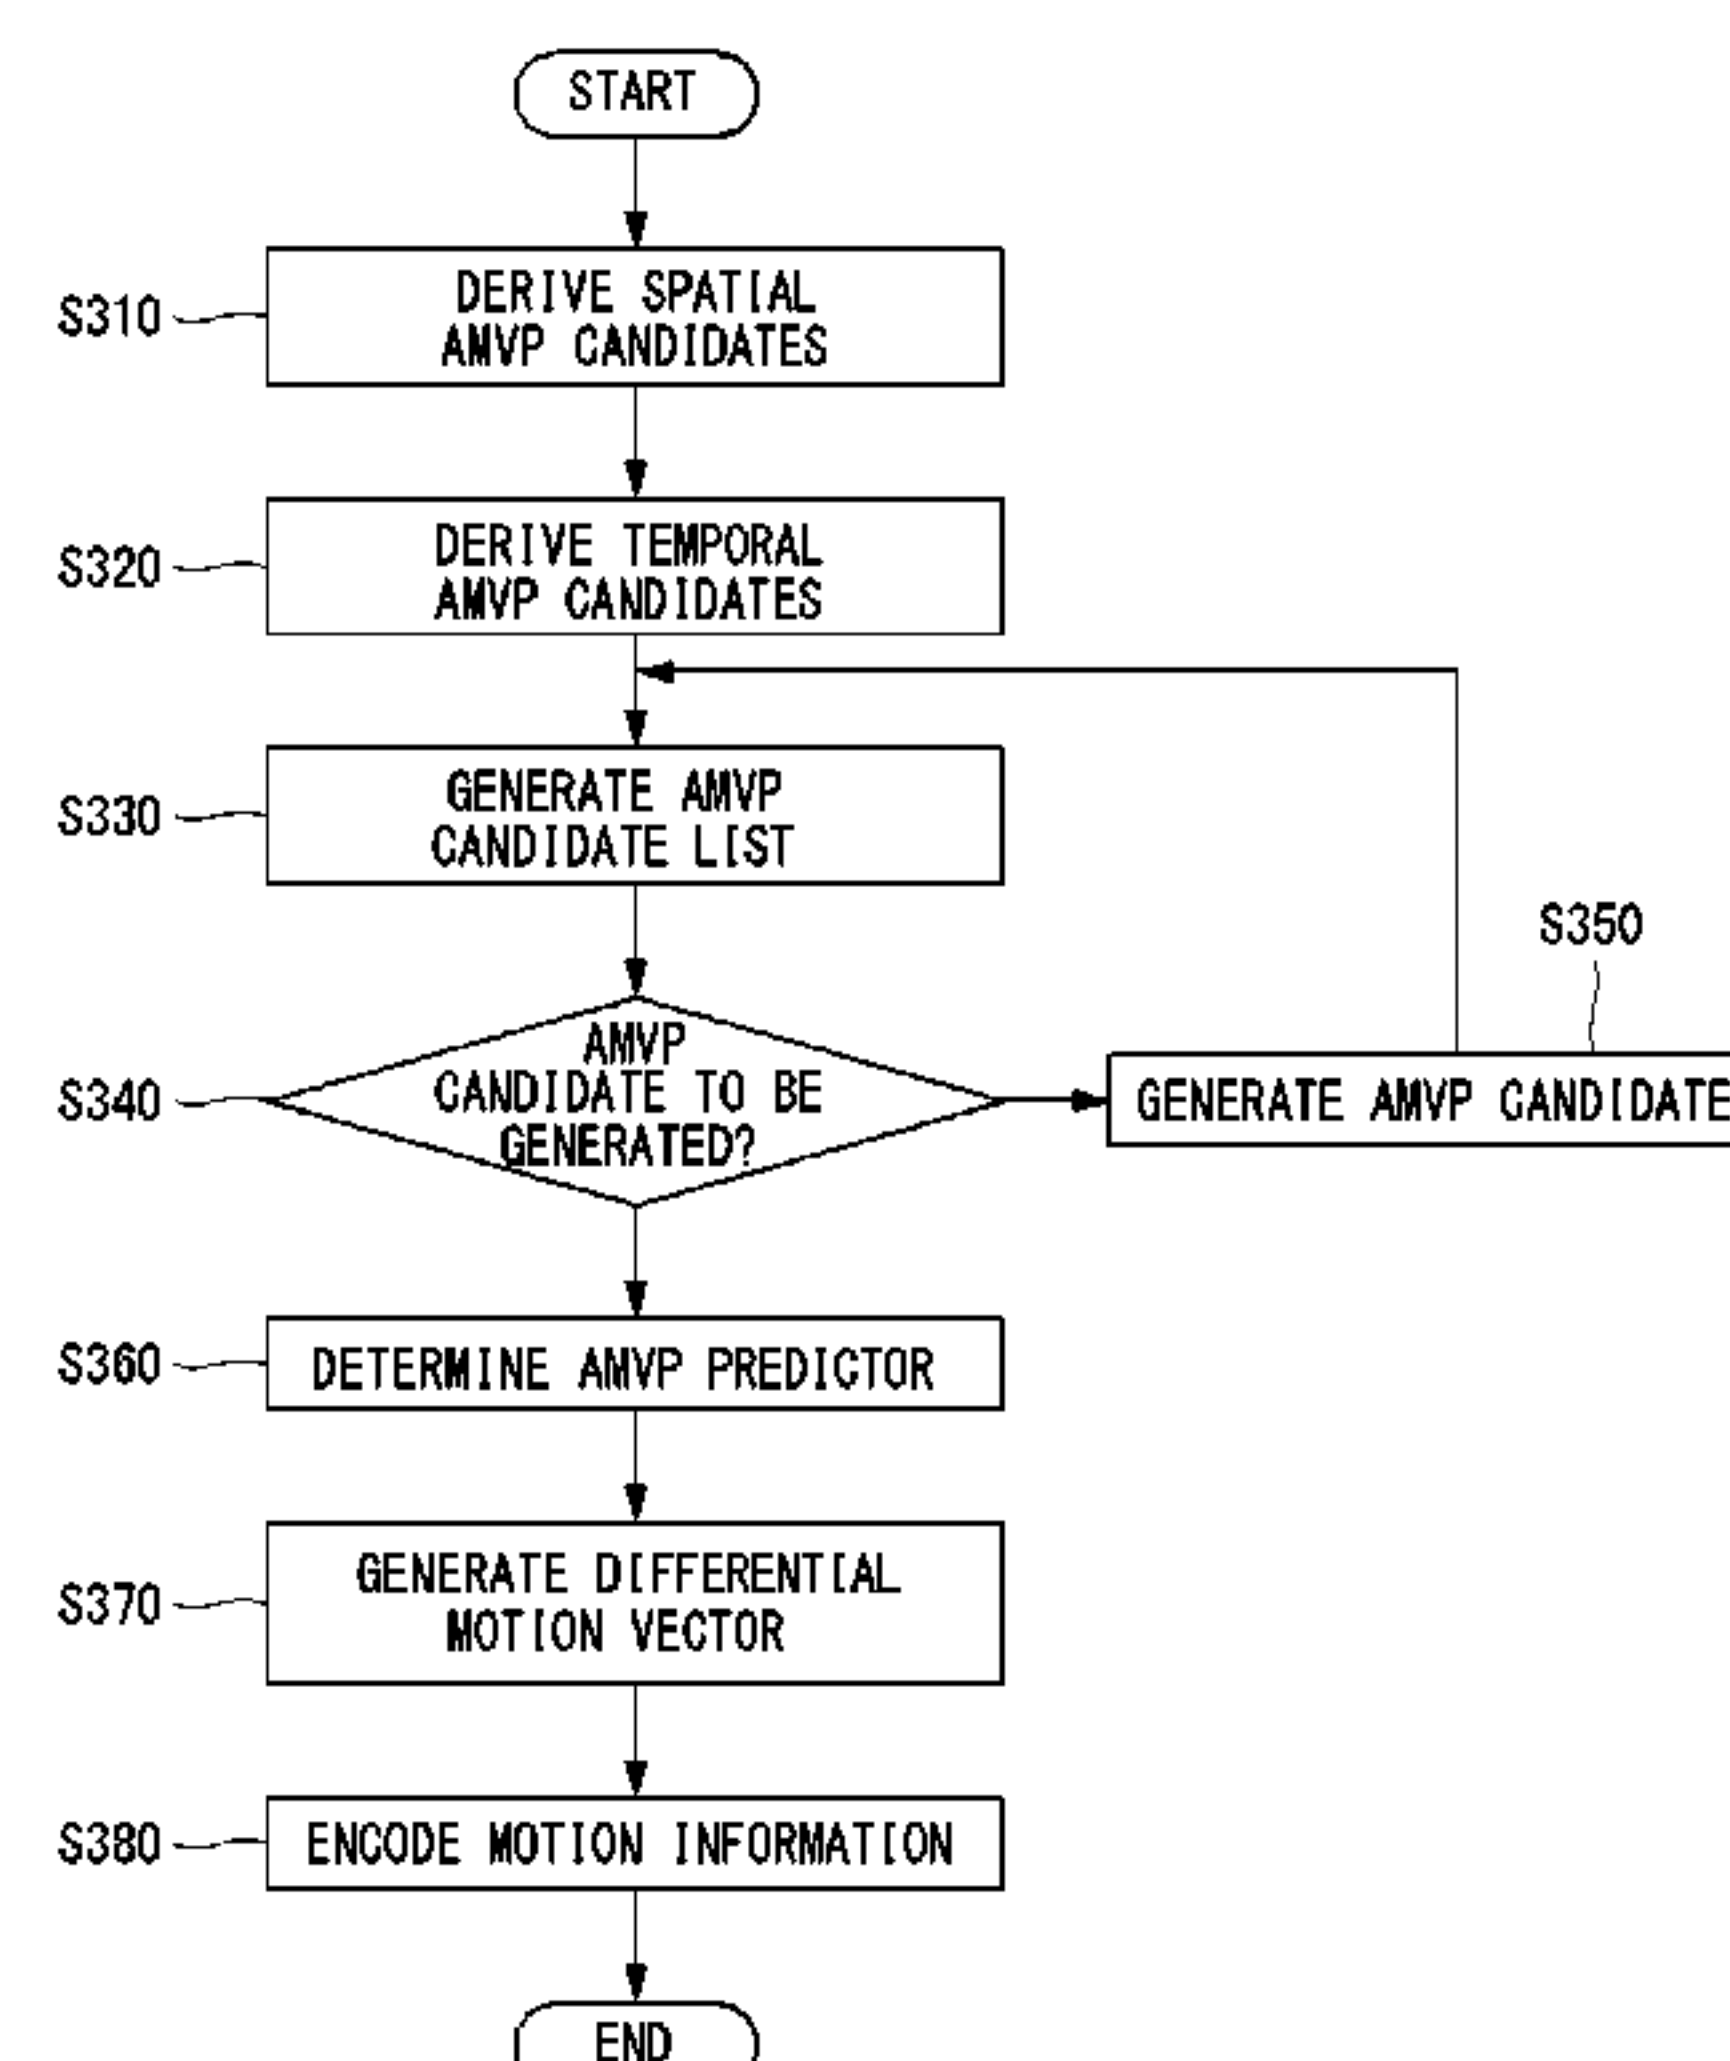 START
S310
DERIVE SPATIAL
AMVP CANDIDATES
S320
DERIVE TEMPORAL
AMVP CANDIDATES
S330
GENERATE AMVP
CANDIDATE LIST
S350
S340
AMVP
CANDIDATE TO BE
GENERATED?
GENERATE AMVP CANDIDATE
S360
DETERMINE AMVP PREDICTOR
S370
GENERATE DIFFERENTIAL
MOTION VECTOR
S380
ENCODE MOTION INFORMATION
END